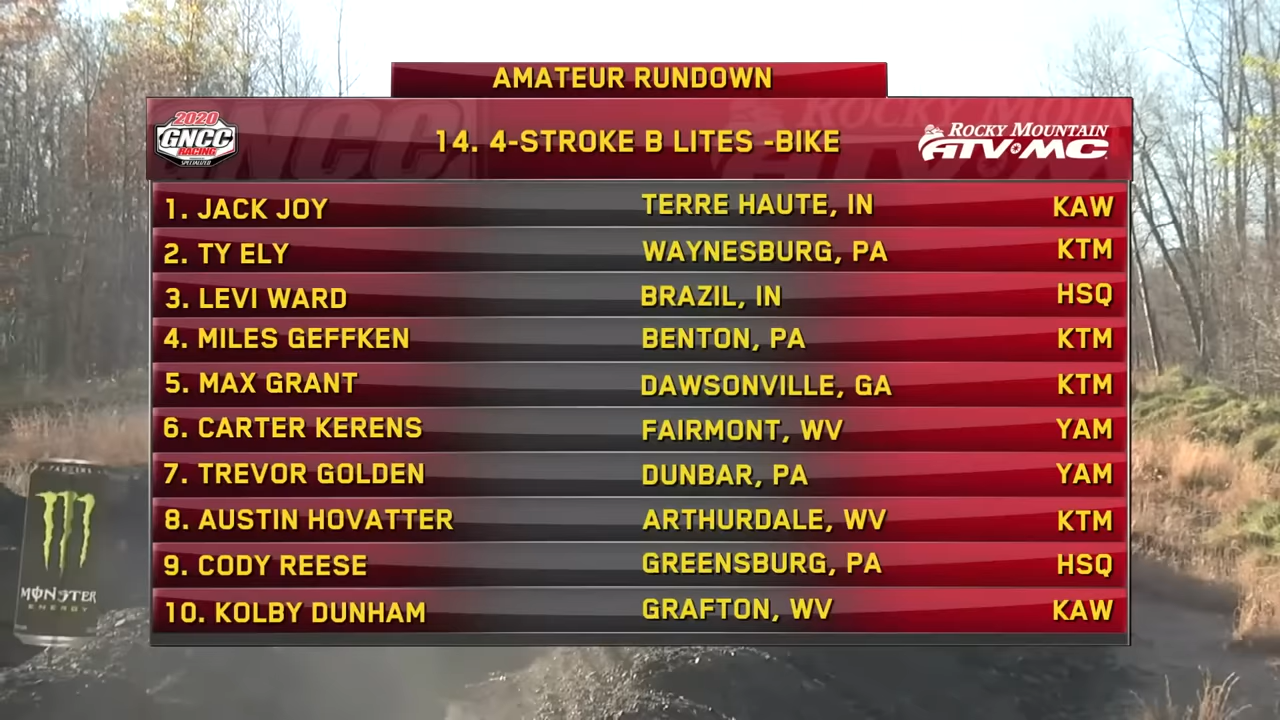 AMATEUR RUNDOWN
2020
GNCC
RACING
SPECIALIZED
14. 4-STROKE B LITES -BIKE
ROCKY MOUNTAIN
ATV MC
1. JACK JOY TERRE HAUTE, IN KAW
2. TY ELY WAYNESBURG, PA KTM
3. LEVI WARD BRAZIL, IN HSQ
4. MILES GEFFKEN BENTON, PA KTM
5. MAX GRANT DAWSONVILLE, GA KTM
6. CARTER KERENS FAIRMONT, WV YAM
7. TREVOR GOLDEN DUNBAR, PA YAM
8. AUSTIN HOVATTER ARTHURDALE, WV KTM
9. CODY REESE GREENSBURG, PA HSQ
10. KOLBY DUNHAM GRAFTON, WV KAW
MONSTER
ENERGY